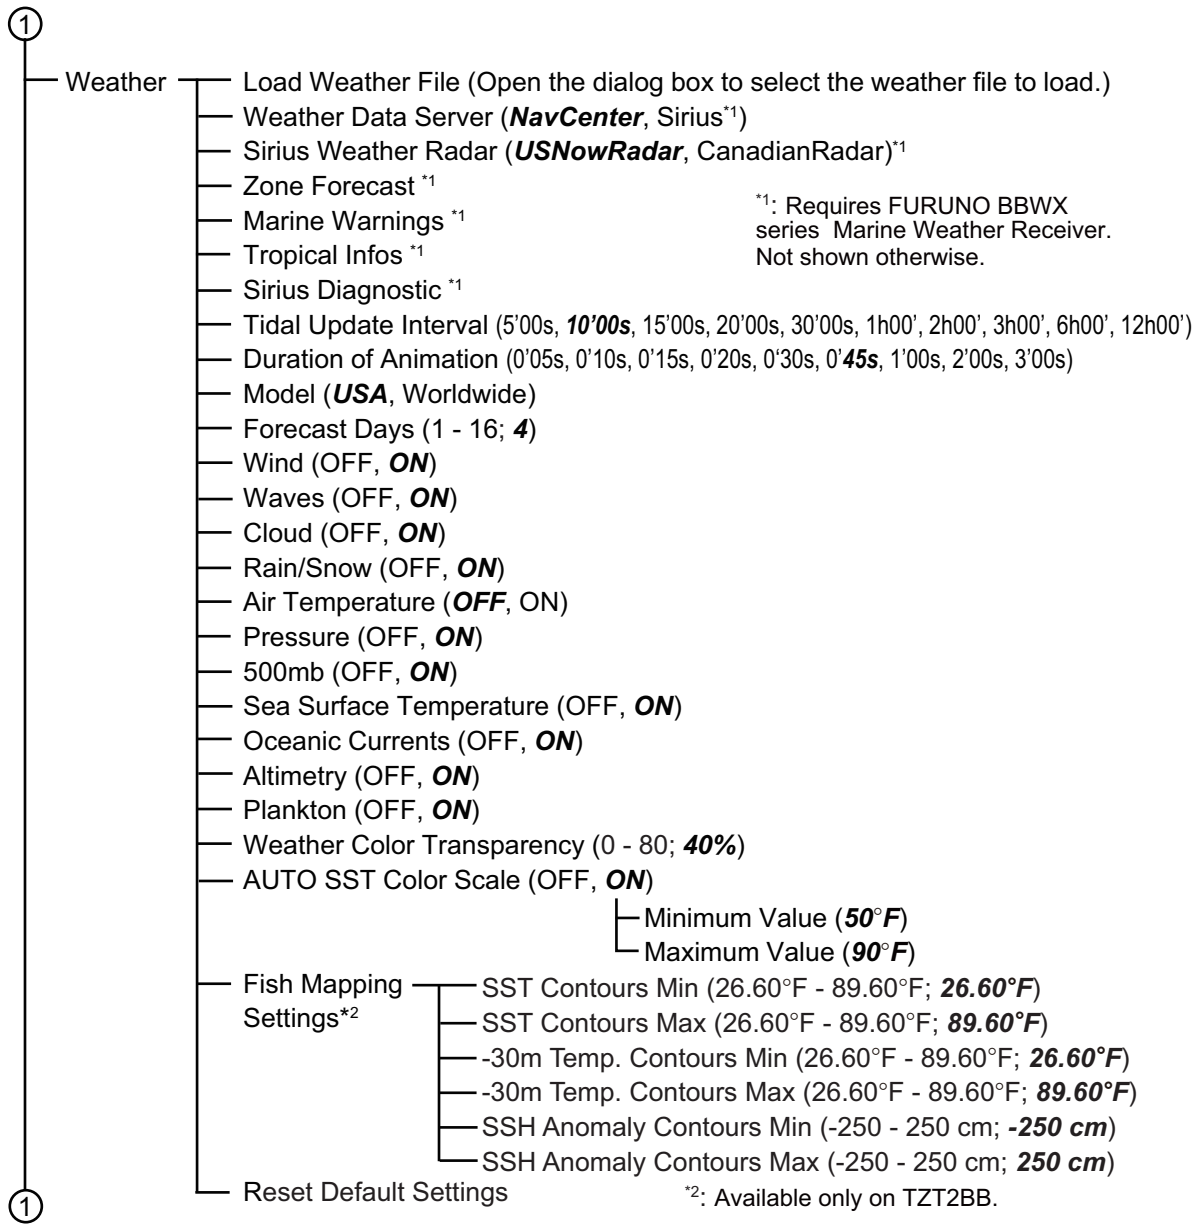 1
Weather
Load Weather File (Open the dialog box to select the weather file to load.)
Weather Data Server (NavCenter, Sirius*1)
Sirius Weather Radar (USNowRadar, CanadianRadar)*1
Zone Forecast *1
Marine Warnings *1
Tropical Infos *1
Sirius Diagnostic *1
*1: Requires FURUNO BBWX
series  Marine Weather Receiver.
Not shown otherwise.
Tidal Update Interval (5’00s, 10’00s, 15’00s, 20’00s, 30’00s, 1h00’, 2h00’, 3h00’, 6h00’, 12h00’)
Duration of Animation (0’05s, 0’10s, 0’15s, 0’20s, 0‘30s, 0’45s, 1’00s, 2’00s, 3’00s)
Model (USA, Worldwide)
Forecast Days (1 - 16; 4)
Wind (OFF, ON)
Waves (OFF, ON)
Cloud (OFF, ON)
Rain/Snow (OFF, ON)
Air Temperature (OFF, ON)
Pressure (OFF, ON)
500mb (OFF, ON)
Sea Surface Temperature (OFF, ON)
Oceanic Currents (OFF, ON)
Altimetry (OFF, ON)
Plankton (OFF, ON)
Weather Color Transparency (0 - 80; 40%)
AUTO SST Color Scale (OFF, ON)
Minimum Value (50°F)
Maximum Value (90°F)
Fish Mapping
Settings*2
SST Contours Min (26.60°F - 89.60°F; 26.60°F)
SST Contours Max (26.60°F - 89.60°F; 89.60°F)
-30m Temp. Contours Min (26.60°F - 89.60°F; 26.60°F)
-30m Temp. Contours Max (26.60°F - 89.60°F; 89.60°F)
SSH Anomaly Contours Min (-250 - 250 cm; -250 cm)
SSH Anomaly Contours Max (-250 - 250 cm; 250 cm)
Reset Default Settings
*2: Available only on TZT2BB.
1